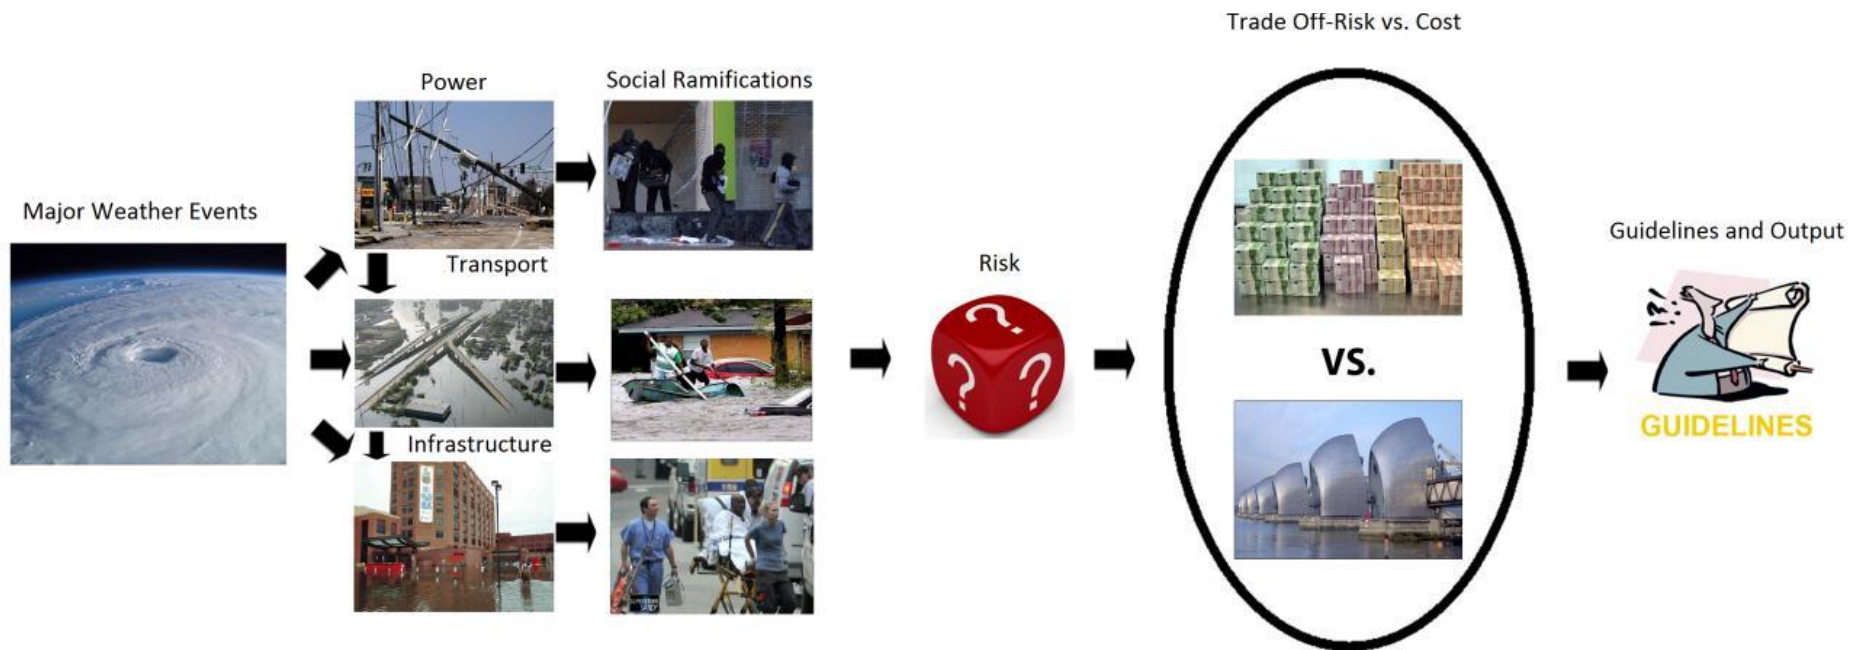 Trade Off-Risk vs. Cost
Power
Social Ramifications
Major Weather Events
Transport
Risk
Guidelines and Output
VS.
Infrastructure
GUIDELINES